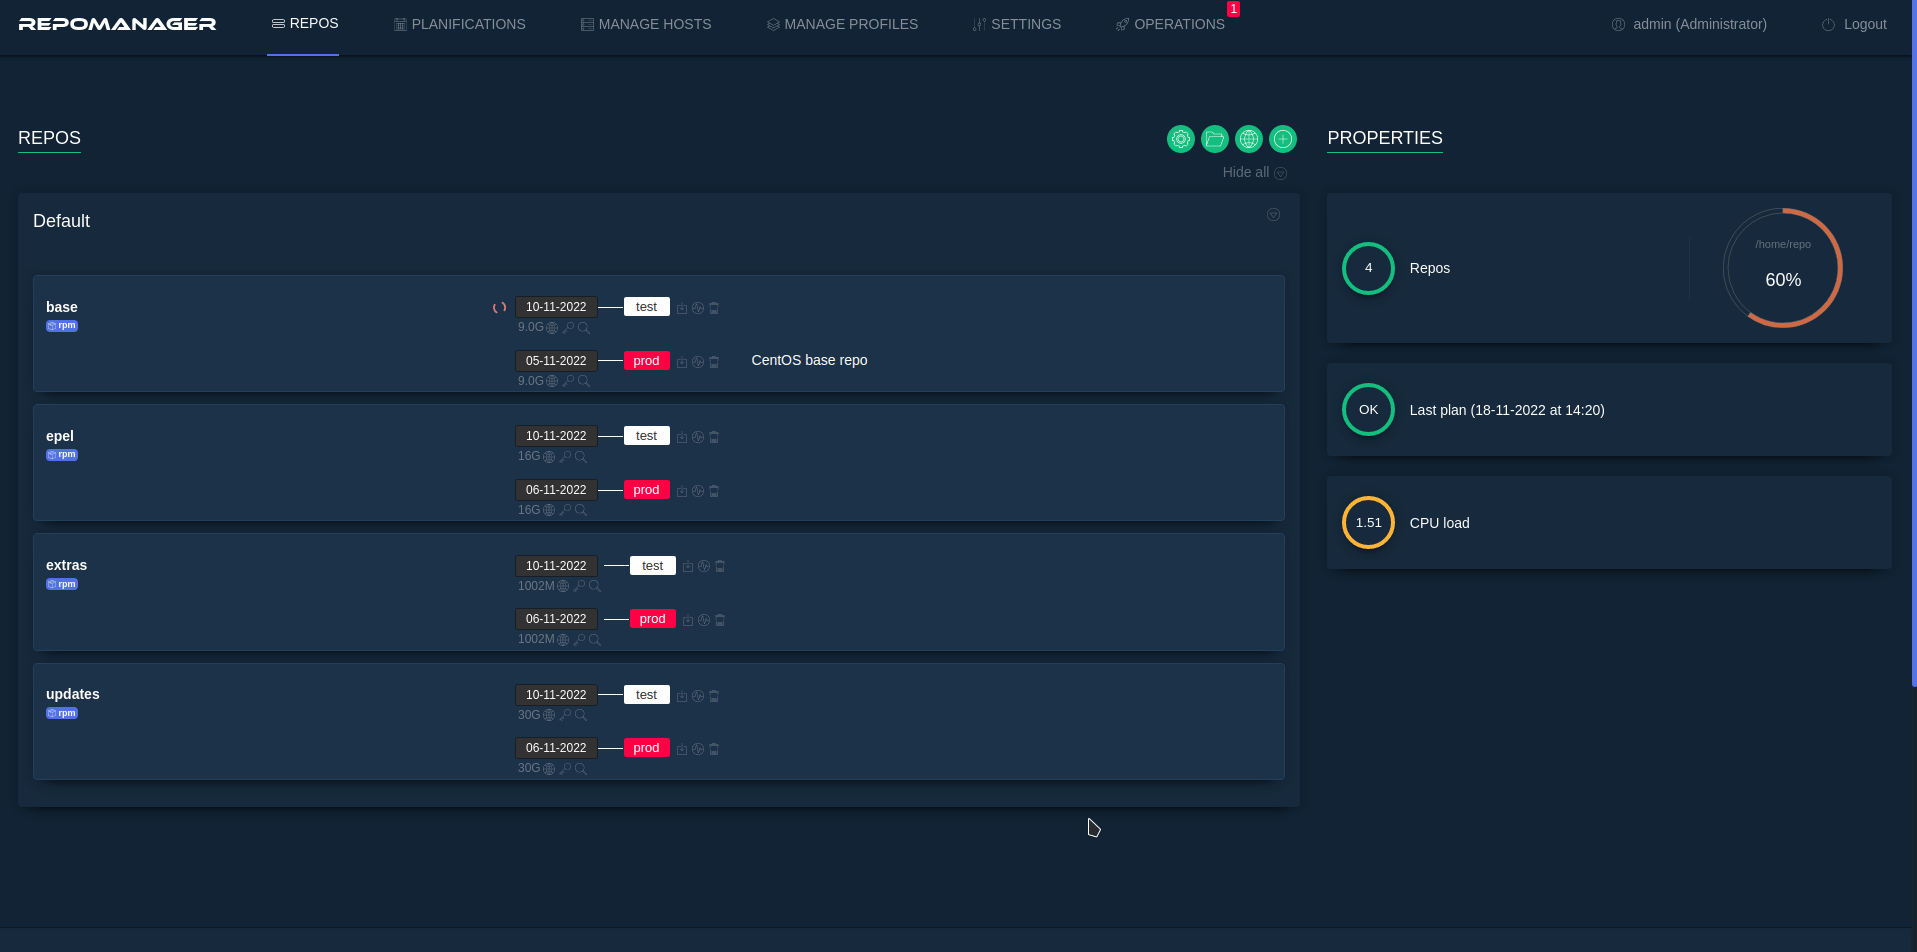 REPOMANAGER
REPOS
PLANIFICATIONS
MANAGE HOSTS
MANAGE PROFILES
SETTINGS
OPERATIONS
1
admin (Administrator)
Logout
REPOS
Hide all
Default
base
rpm
10-11-2022
test
9.0G
05-11-2022
prod
CentOS base repo
9.0G
epel
rpm
10-11-2022
test
16G
06-11-2022
prod
16G
extras
rpm
10-11-2022
test
1002M
06-11-2022
prod
1002M
updates
rpm
10-11-2022
test
30G
06-11-2022
prod
30G
PROPERTIES
4
Repos
/home/repo
60%
OK
Last plan (18-11-2022 at 14:20)
1.51
CPU load